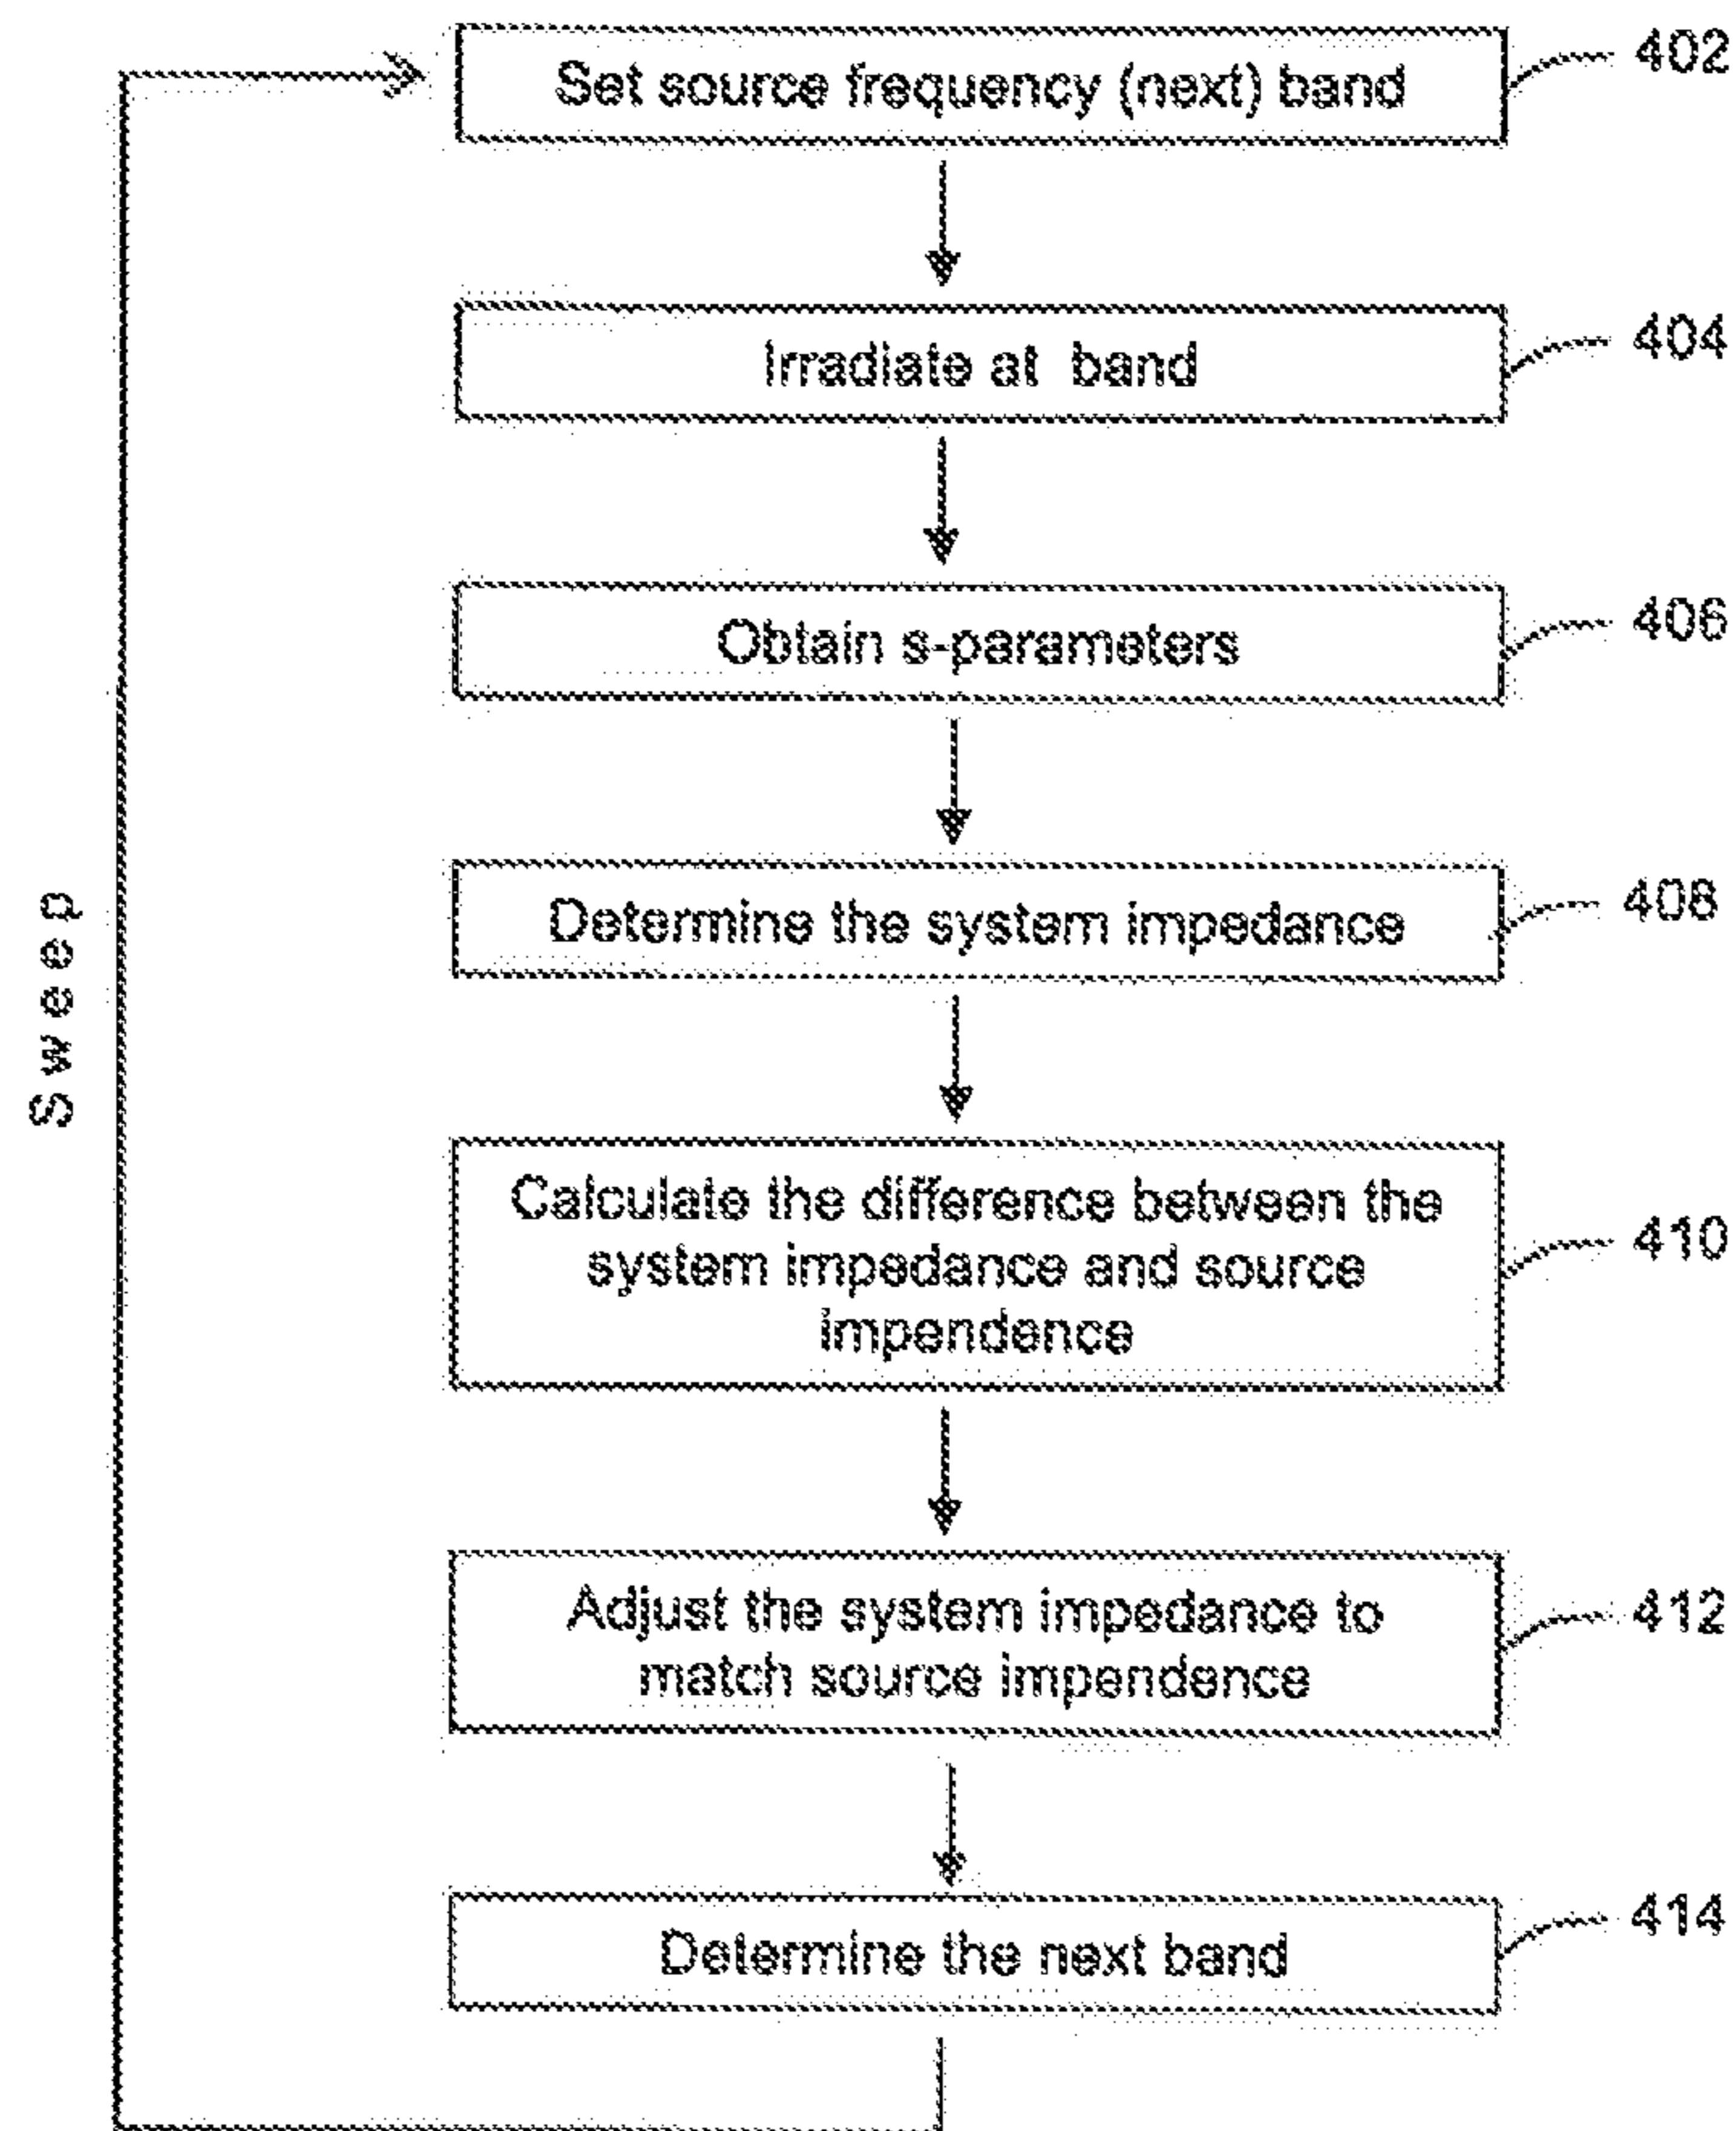 Set source frequency (next) band
402
Irradiate at band
404
Obtain s-parameters
406
Determine the system impedance
408
Calculate the difference between the
system impedance and source
impendence
410
Adjust the system impedance to
match source impendence
412
Determine the next band
414
Sweep